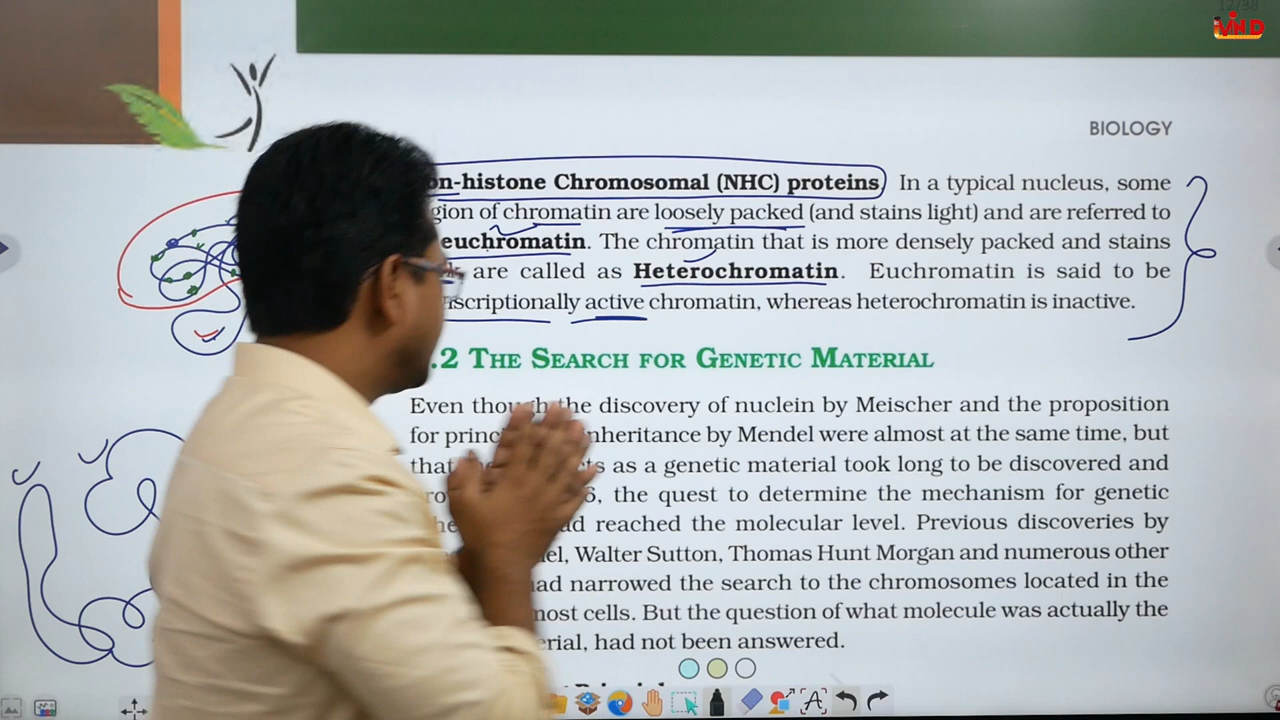 12/38
MIND
BIOLOGY
on-histone Chromosomal (NHC) proteins. In a typical nucleus, some
gion of chromatin are loosely packed (and stains light) and are referred to
euchromatin. The chromatin that is more densely packed and stains
are called as Heterochromatin. Euchromatin is said to be
nscriptionally active chromatin, whereas heterochromatin is inactive.
.2 THE SEARCH FOR GENETIC MATERIAL
Even though the discovery of nuclein by Meischer and the proposition
for princ nheritance by Mendel were almost at the same time, but
that ts as a genetic material took long to be discovered and
6, the quest to determine the mechanism for genetic
ad reached the molecular level. Previous discoveries by
el, Walter Sutton, Thomas Hunt Morgan and numerous other
had narrowed the search to the chromosomes located in the
most cells. But the question of what molecule was actually the
erial, had not been answered.